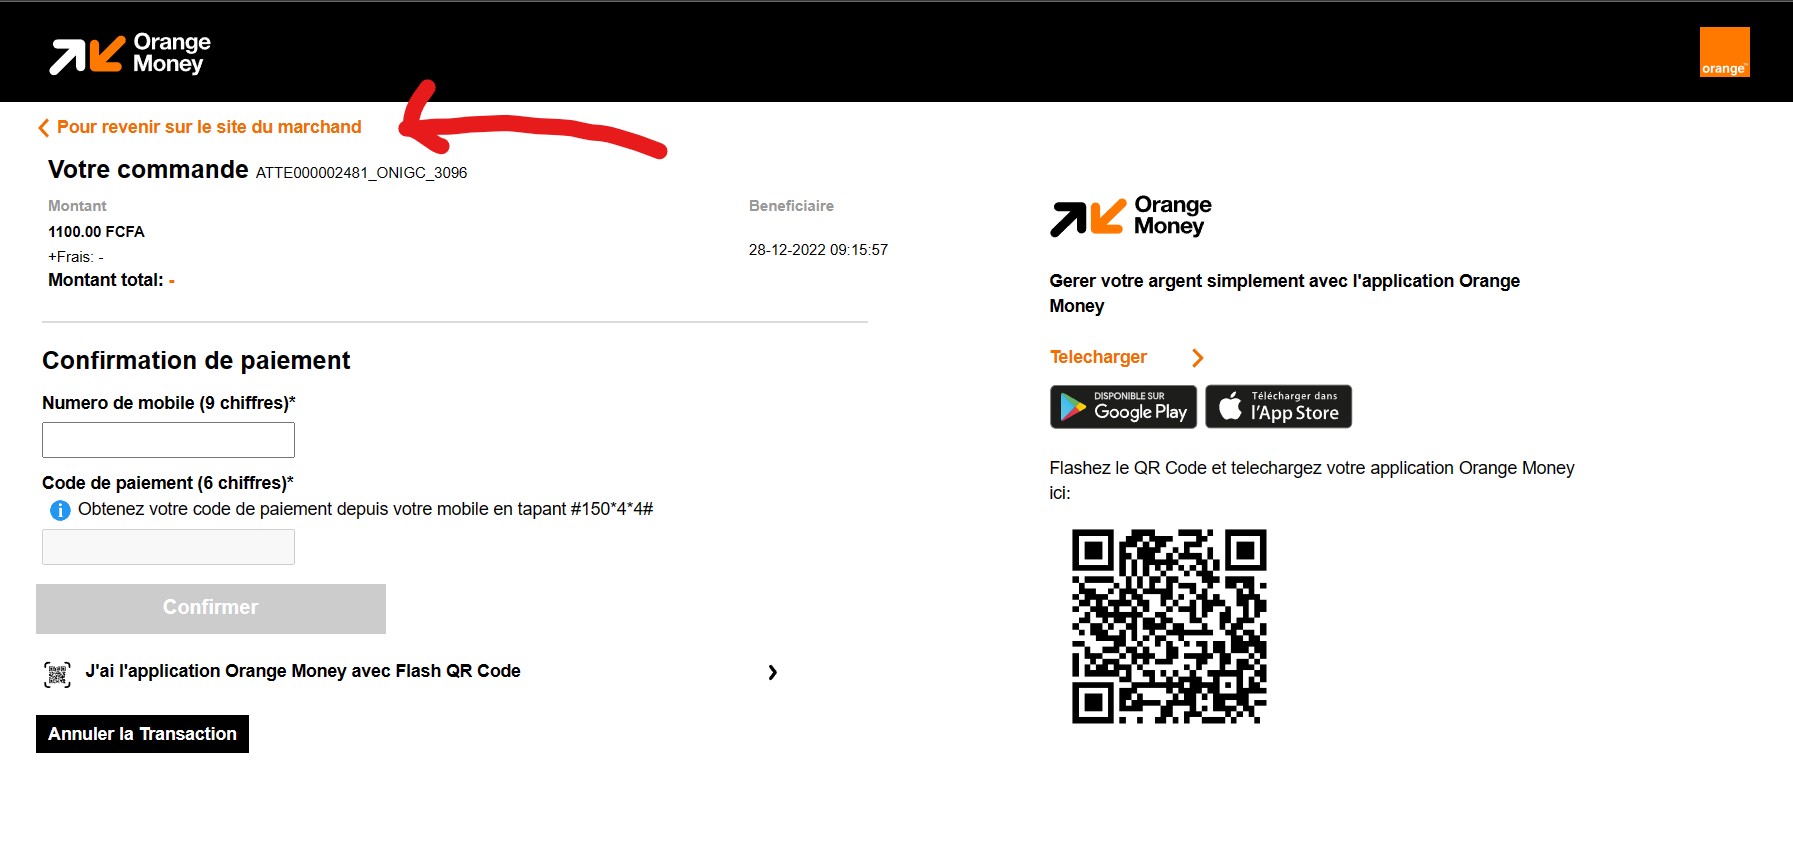 Orange
Money
orange™
Pour revenir sur le site du marchand
Votre commande ATTE000002481_ONIGC_3096
Montant
1100.00 FCFA
+Frais: -
Montant total: -
Beneficiaire
28-12-2022 09:15:57
Confirmation de paiement
Numero de mobile (9 chiffres)*
Code de paiement (6 chiffres)*
Obtenez votre code de paiement depuis votre mobile en tapant #150*4*4#
Confirmer
J'ai l'application Orange Money avec Flash QR Code
Annuler la Transaction
Orange
Money
Gerer votre argent simplement avec l'application Orange
Money
Telecharger
DISPONIBLE SUR
Google Play
Télécharger dans
l'App Store
Flashez le QR Code et telechargez votre application Orange Money
ici: